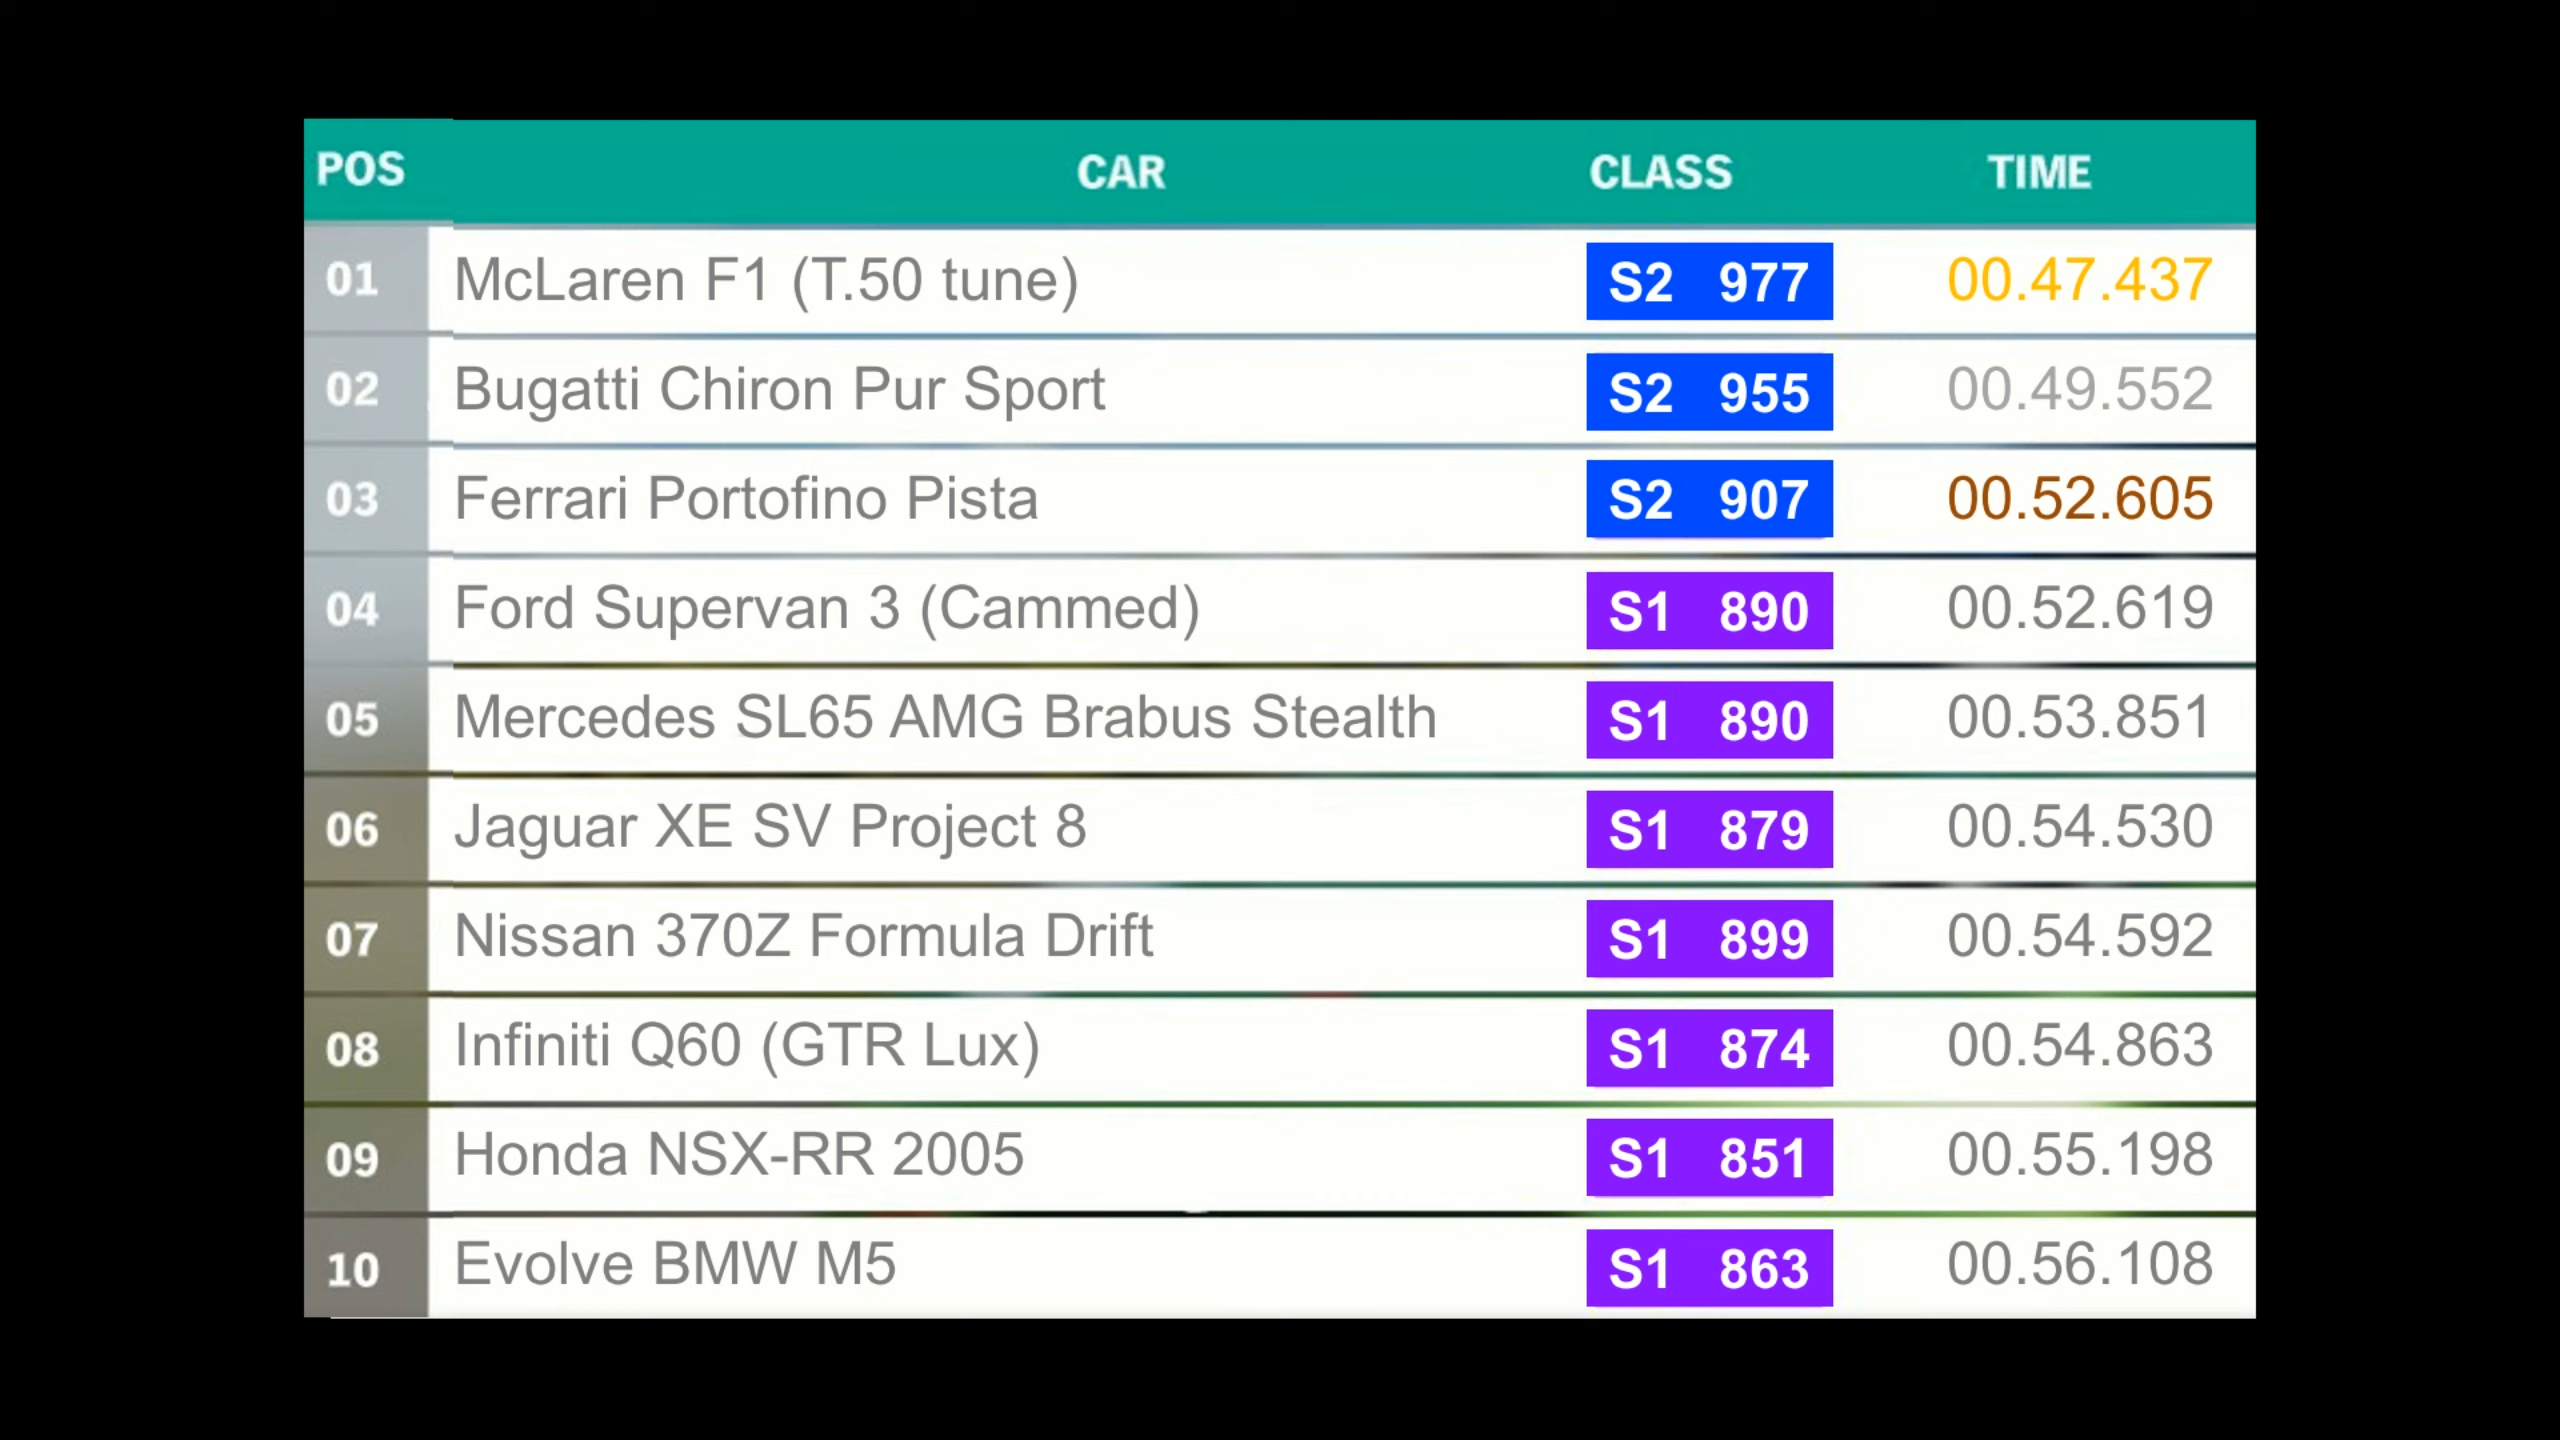 POS CAR CLASS TIME
01 McLaren F1 (T.50 tune) S2 977 00.47.437
02 Bugatti Chiron Pur Sport S2 955 00.49.552
03 Ferrari Portofino Pista S2 907 00.52.605
04 Ford Supervan 3 (Cammed) S1 890 00.52.619
05 Mercedes SL65 AMG Brabus Stealth S1 890 00.53.851
06 Jaguar XE SV Project 8 S1 879 00.54.530
07 Nissan 370Z Formula Drift S1 899 00.54.592
08 Infiniti Q60 (GTR Lux) S1 874 00.54.863
09 Honda NSX-RR 2005 S1 851 00.55.198
10 Evolve BMW M5 S1 863 00.56.108